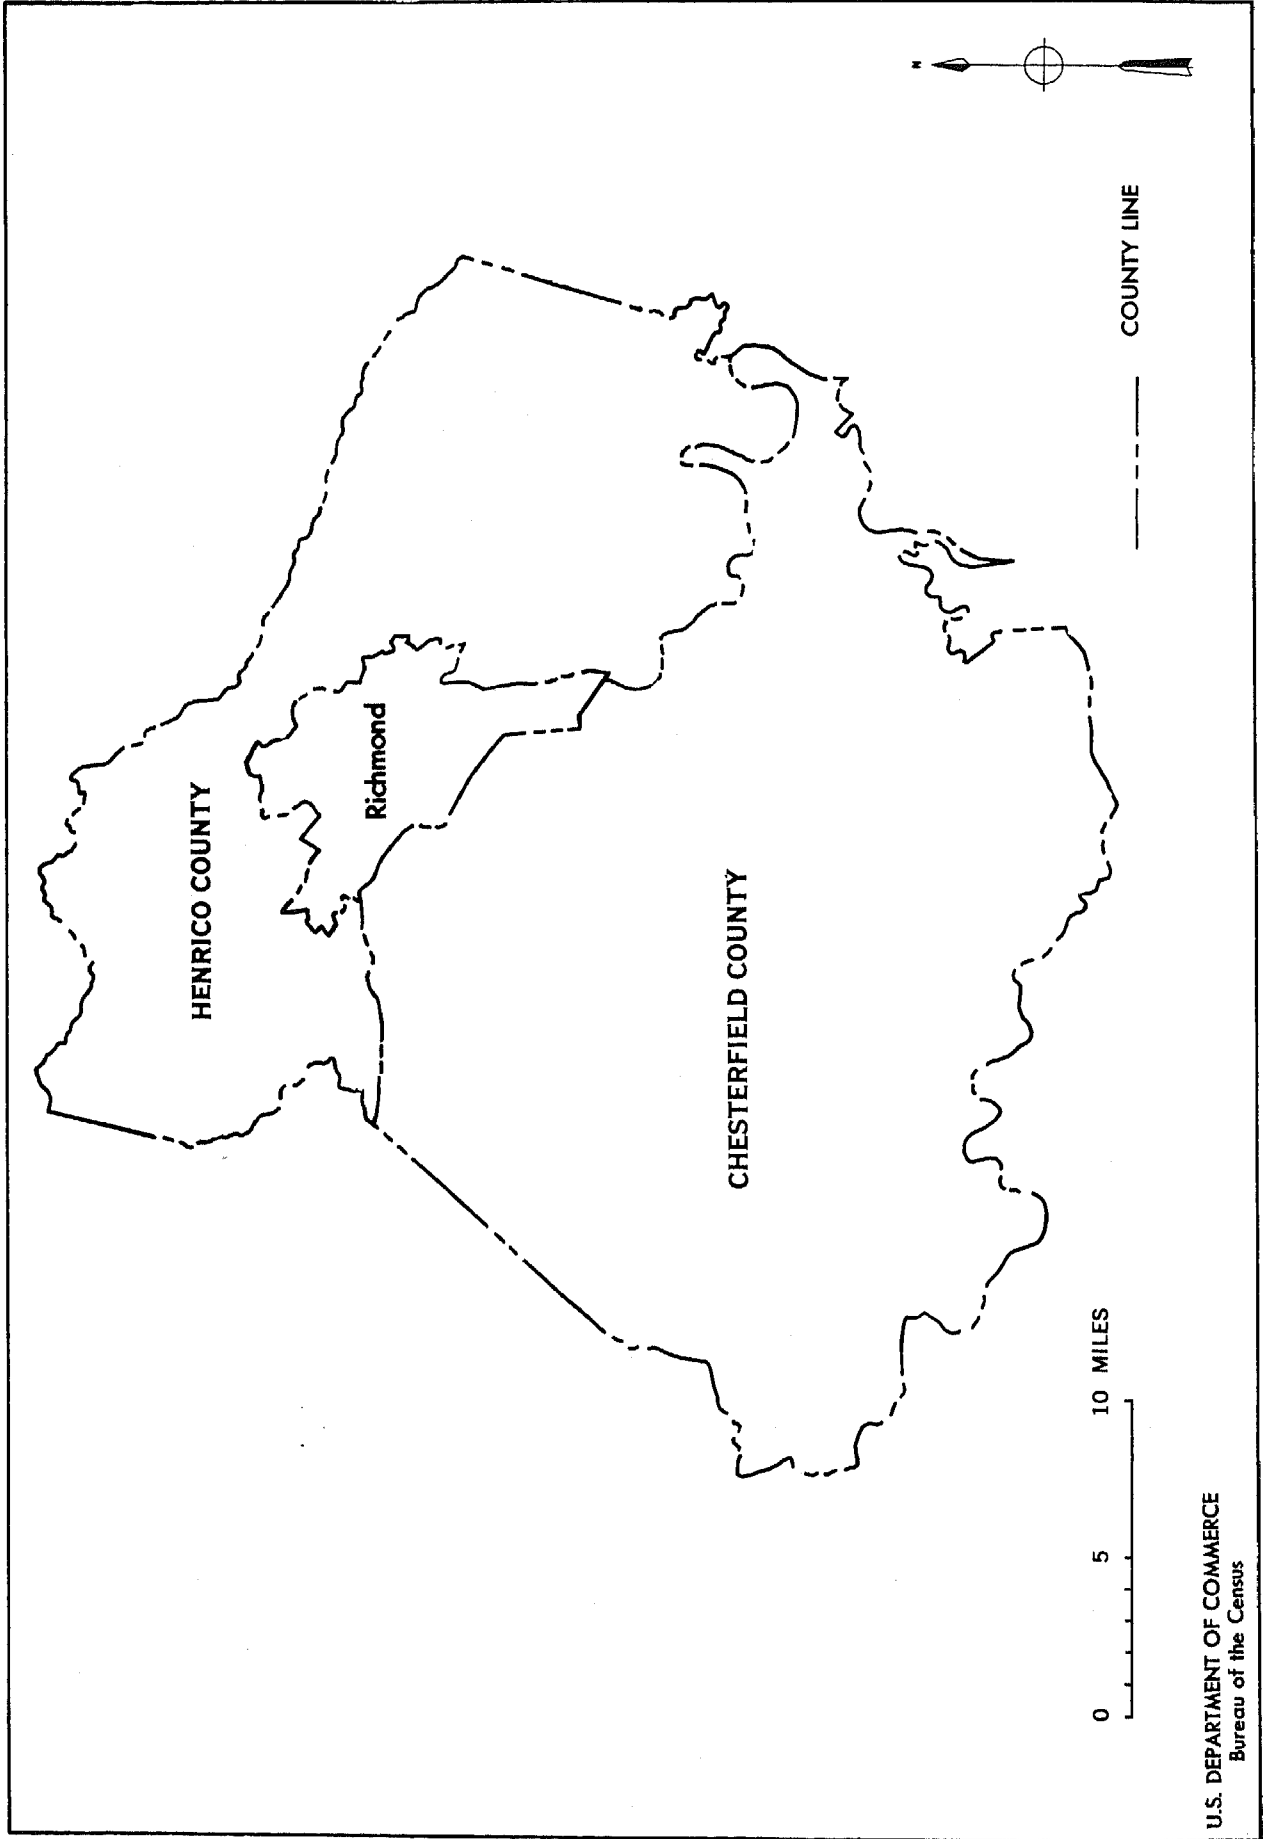 N
HENRICO COUNTY
Richmond
CHESTERFIELD COUNTY
COUNTY LINE
0 5 10 MILES
U.S. DEPARTMENT OF COMMERCE
Bureau of the Census